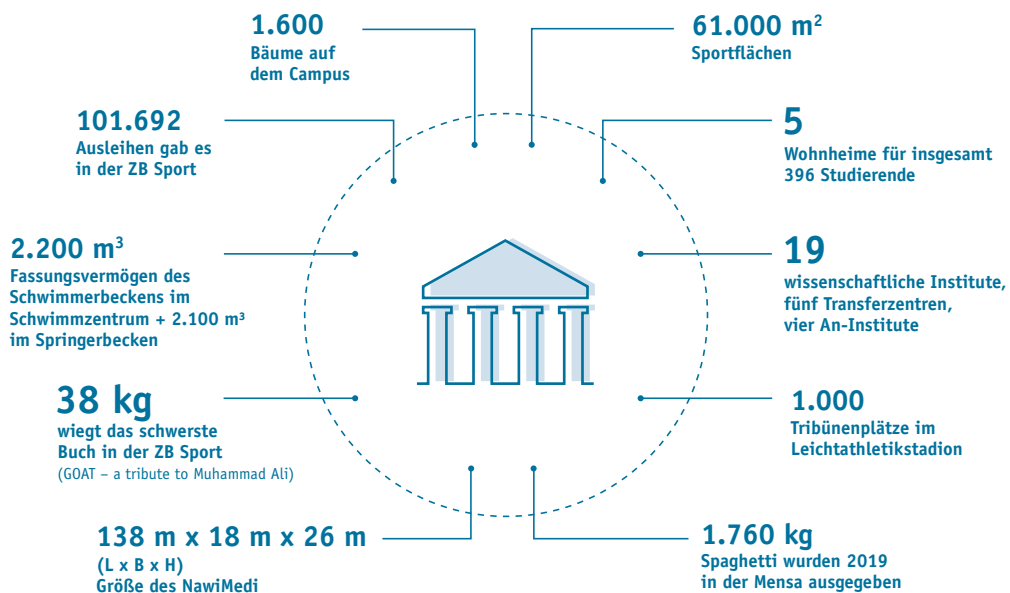 1.600
Bäume auf
dem Campus
61.000 m²
Sportflächen
101.692
Ausleihen gab es
in der ZB Sport
5
Wohnheime für insgesamt
396 Studierende
2.200 m³
Fassungsvermögen des
Schwimmerbeckens im
Schwimmzentrum + 2.100 m³
im Springerbecken
19
wissenschaftliche Institute,
fünf Transferzentren,
vier An-Institute
38 kg
wiegt das schwerste
Buch in der ZB Sport
(GOAT – a tribute to Muhammad Ali)
1.000
Tribünenplätze im
Leichtathletikstadion
138 m x 18 m x 26 m
(L x B x H)
Größe des NawiMedi
1.760 kg
Spaghetti wurden 2019
in der Mensa ausgegeben